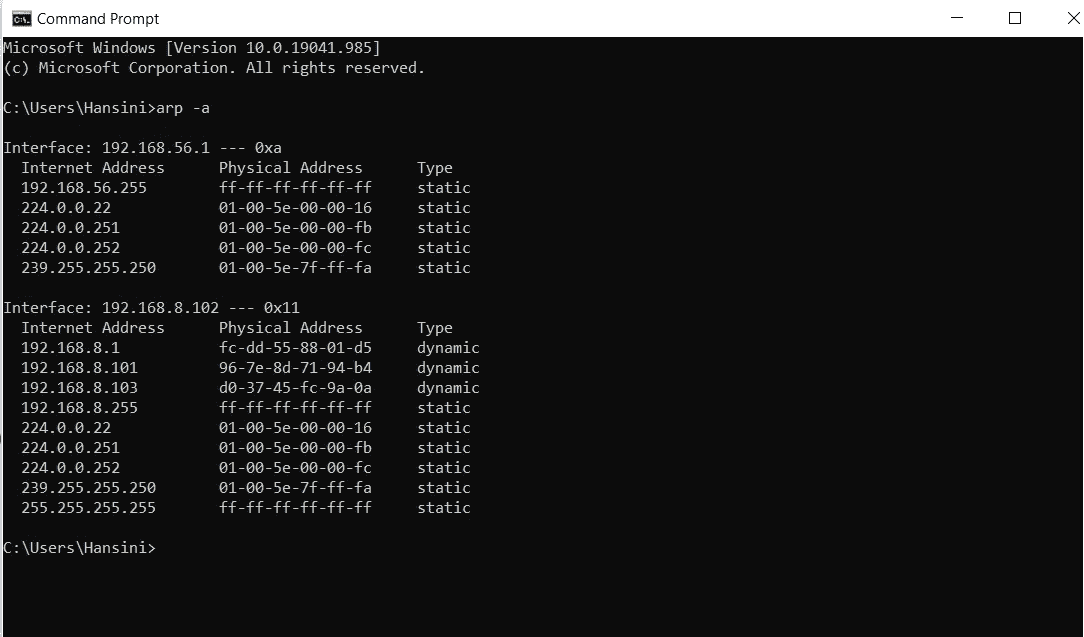 Command Prompt
Microsoft Windows [Version 10.0.19041.985]
(c) Microsoft Corporation. All rights reserved.
C:\Users\Hansini>arp -a
Interface: 192.168.56.1 --- 0xa
  Internet Address      Physical Address      Type
  192.168.56.255        ff-ff-ff-ff-ff-ff     static
  224.0.0.22            01-00-5e-00-00-16     static
  224.0.0.251           01-00-5e-00-00-fb     static
  224.0.0.252           01-00-5e-00-00-fc     static
  239.255.255.250       01-00-5e-7f-ff-fa     static
Interface: 192.168.8.102 --- 0x11
  Internet Address      Physical Address      Type
  192.168.8.1           fc-dd-55-88-01-d5     dynamic
  192.168.8.101         96-7e-8d-71-94-b4     dynamic
  192.168.8.103         d0-37-45-fc-9a-0a     dynamic
  192.168.8.255         ff-ff-ff-ff-ff-ff     static
  224.0.0.22            01-00-5e-00-00-16     static
  224.0.0.251           01-00-5e-00-00-fb     static
  224.0.0.252           01-00-5e-00-00-fc     static
  239.255.255.250       01-00-5e-7f-ff-fa     static
  255.255.255.255       ff-ff-ff-ff-ff-ff     static
C:\Users\Hansini>